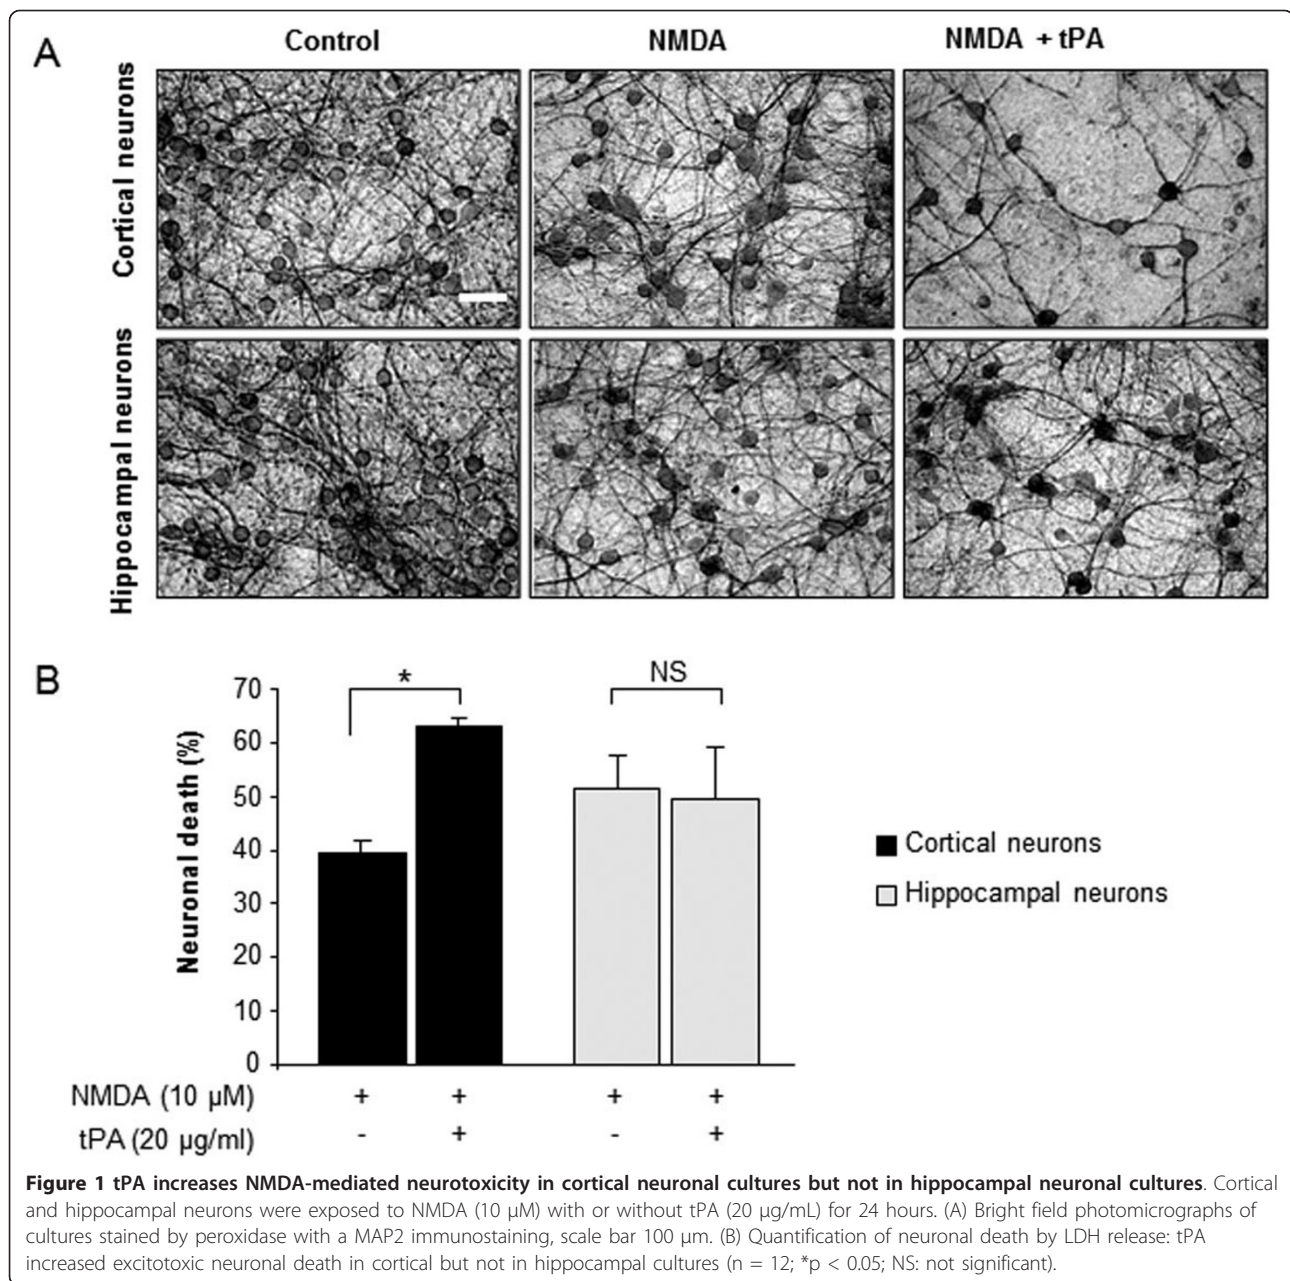 A
Control
NMDA
NMDA + tPA
Cortical neurons
Hippocampal neurons
B
*
NS
70
60
50
40
30
20
10
0
Neuronal death (%)
Cortical neurons
Hippocampal neurons
NMDA (10 µM) + + + +
tPA (20 µg/ml) - + - +
Figure 1 tPA increases NMDA-mediated neurotoxicity in cortical neuronal cultures but not in hippocampal neuronal cultures. Cortical
and hippocampal neurons were exposed to NMDA (10 µM) with or without tPA (20 µg/mL) for 24 hours. (A) Bright field photomicrographs of
cultures stained by peroxidase with a MAP2 immunostaining, scale bar 100 µm. (B) Quantification of neuronal death by LDH release: tPA
increased excitotoxic neuronal death in cortical but not in hippocampal cultures (n = 12; *p < 0.05; NS: not significant).